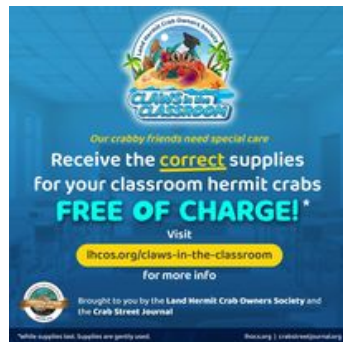 Land Hermit Crab Owners Society
CLAWS in the
CLASSROOM
Our crabby friends need special care
Receive the correct supplies
for your classroom hermit crabs
FREE OF CHARGE!*
Visit
lhcos.org/claws-in-the-classroom
for more info
Brought to you by the Land Hermit Crab Owners Society and
the Crab Street Journal
*While supplies last. Supplies are gently used.
lhcos.org | crabstreetjournal.org